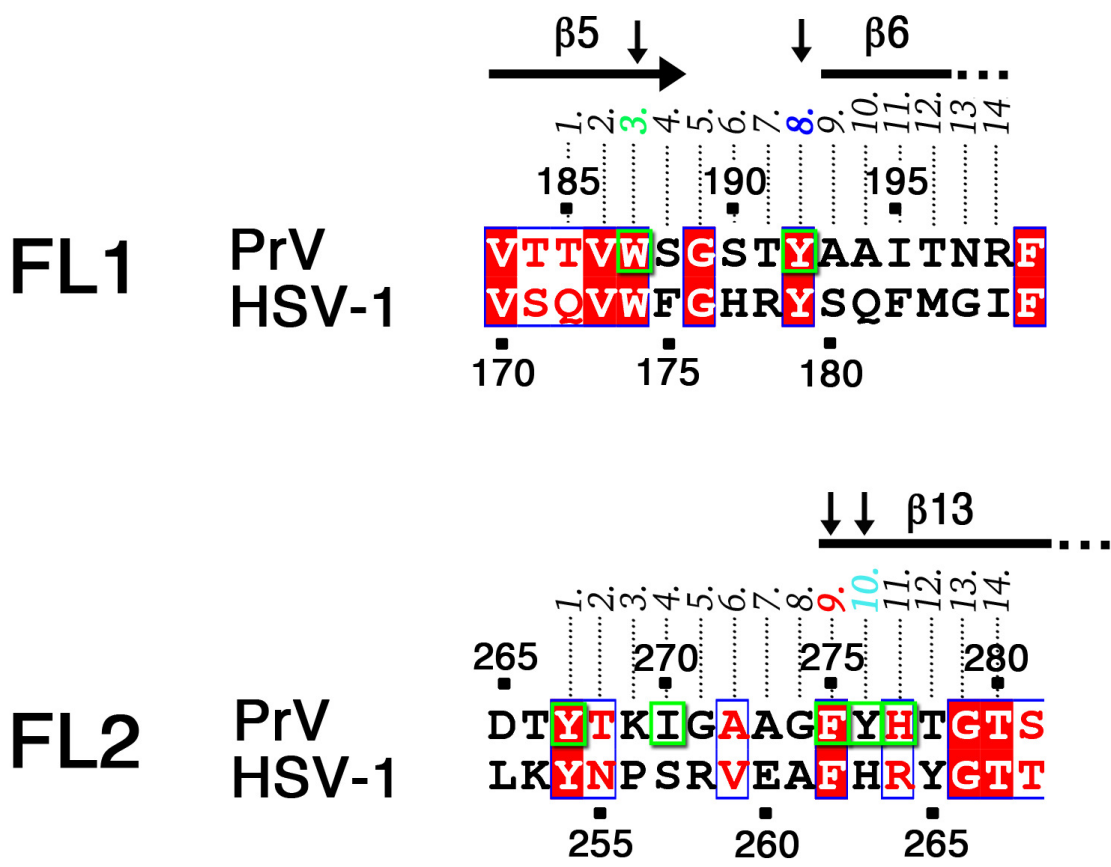 β5 β6
1. 2. 3. 4. 5. 6. 7. 8. 9. 10. 11. 12. 13. 14.
185 190 195
FL1 PrV VTTVWSGSTYAAITNRF
HSV-1 VSQVWFGHRYSQFMGIF
170 175 180
β13
1. 2. 3. 4. 5. 6. 7. 8. 9. 10. 11. 12. 13. 14.
265 270 275 280
FL2 PrV DTYTKIGAAGFYHTGTS
HSV-1 LKYNPSRVEAFHRYGTT
255 260 265